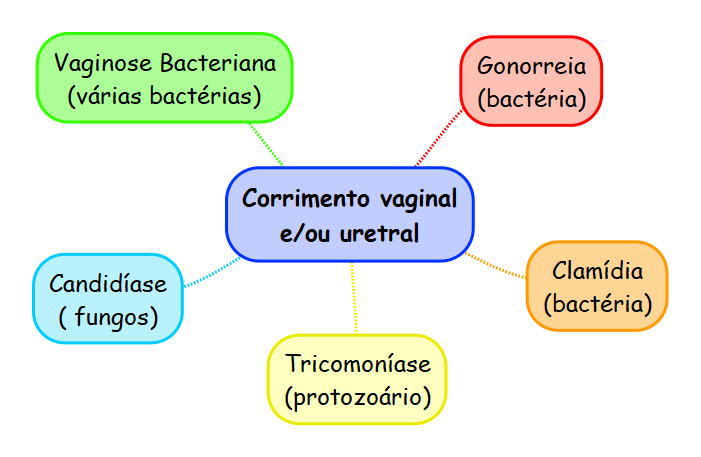 Vaginose Bacteriana
(várias bactérias)
Gonorreia
(bactéria)
Corrimento vaginal
e/ou uretral
Candidíase
( fungos)
Clamídia
(bactéria)
Tricomoníase
(protozoário)